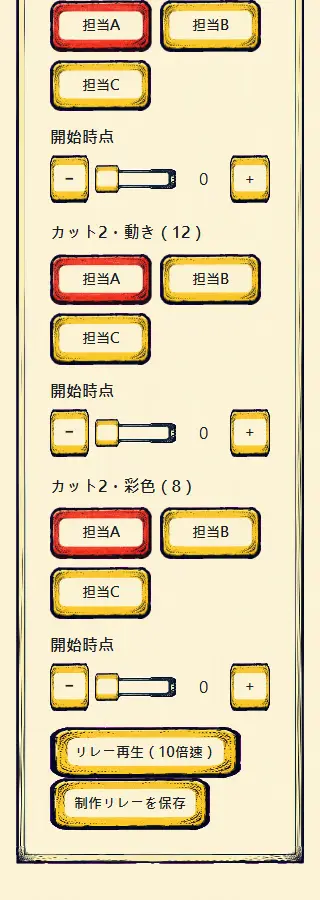 担当A 担当B
担当C
開始時点
− 0 +
カット2・動き ( 12 )
担当A 担当B
担当C
開始時点
− 0 +
カット2・彩色 ( 8 )
担当A 担当B
担当C
開始時点
− 0 +
リレー再生 ( 10倍速 )
制作リレーを保存